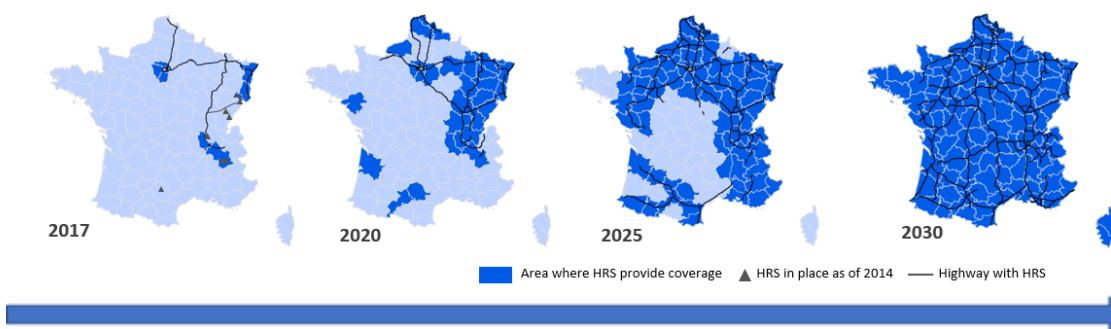 2017
2020
2025
2030
Area where HRS provide coverage
HRS in place as of 2014
Highway with HRS